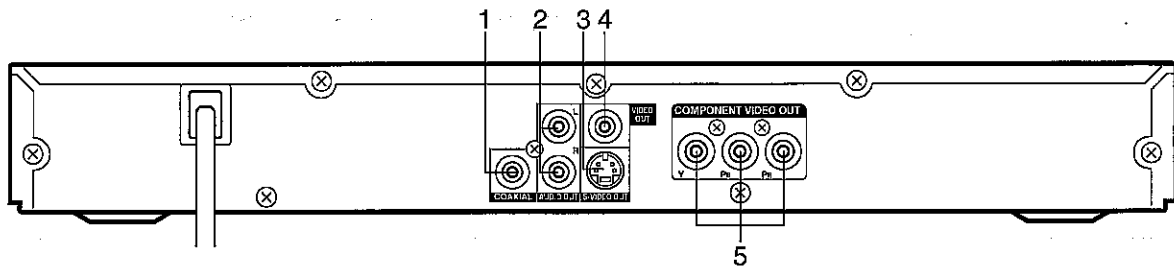 1 2 3 4
L
VIDEO
OUT
COMPONENT VIDEO OUT
R
Y PB PR
COAXIAL AUDIO OUT S-VIDEO OUT
5